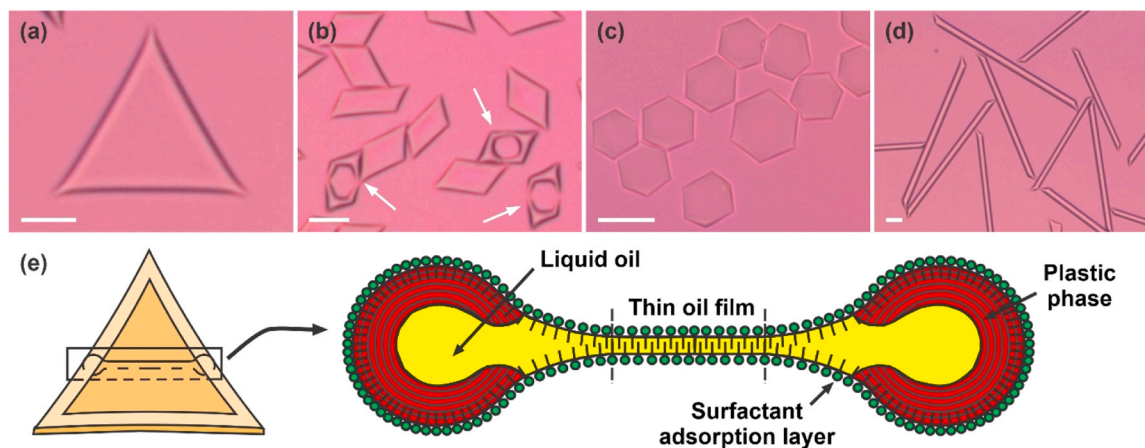 (a)
(b)
(c)
(d)
(e)
Liquid oil
Thin oil film
Plastic
phase
Surfactant
adsorption layer